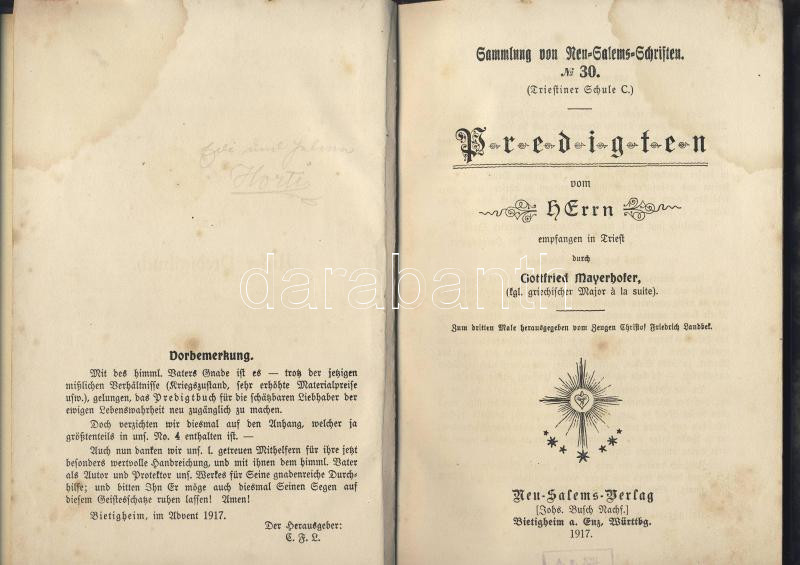 Vorbemerkung.
Mit des himml. Vaters Gnade ist es — trotz der jetzigen
mißlichen Verhältnisse (Kriegszustand, sehr erhöhte Materialpreise
usw.), gelungen, das Predigtbuch für die schätzbaren Liebhaber der
ewigen Lebenswahrheit neu zugänglich zu machen.
Doch verzichten wir diesmal auf den Anhang, welcher ja
größtenteils in uns. No. 4 enthalten ist. —
Auch nun danken wir uns. l. getreuen Mithelfern für ihre jetzt
besonders wertvolle Handreichung, und mit ihnen dem himml. Vater
als Autor und Protektor uns. Werkes für Seine gnadenreiche Durch-
hilfe; und bitten Ihn Er möge auch diesmal Seinen Segen auf
diesem Geistesschatze ruhen lassen! Amen!
Bietigheim, im Advent 1917.
Der Herausgeber:
C. F. L.
Sammlung von Neu-Salems-Schriften.
№ 30.
(Triestiner Schule C.)
P-r-e-d-i-g-t-e-n
vom
HErrn
empfangen in Triest
durch
Gottfried Mayerhofer,
(kgl. griechischer Major à la suite).
Zum dritten Male herausgegeben vom Zeugen Christof Friedrich Landbek.
Neu-Salems-Verlag
[Johs. Busch Nachf.]
Bietigheim a. Enz, Württbg.
1917.
darabanth